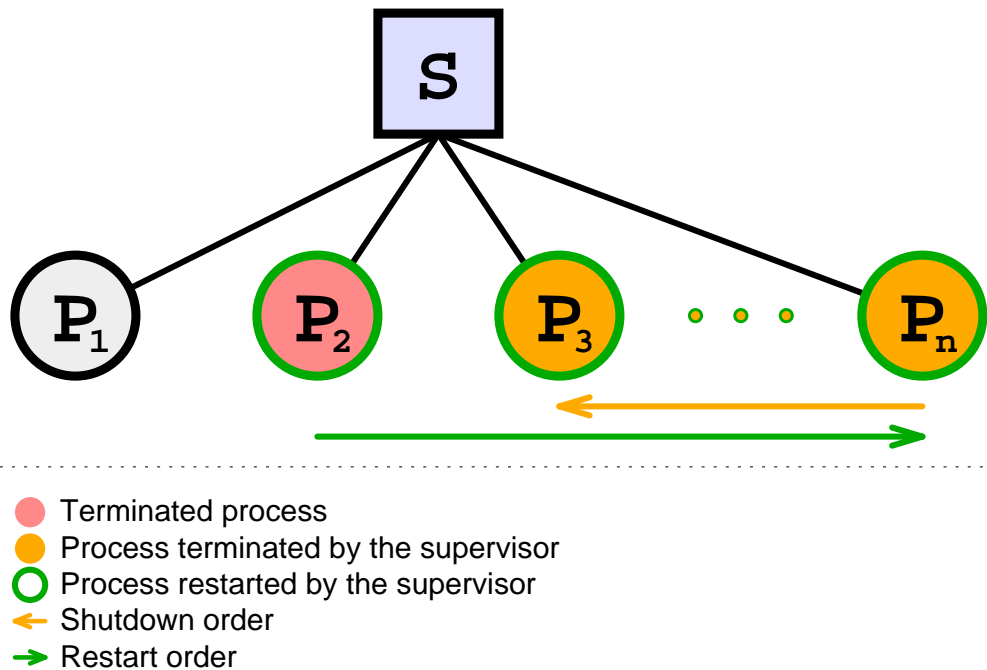 S
P1 P2 P3 Pn
Terminated process
Process terminated by the supervisor
Process restarted by the supervisor
Shutdown order
Restart order